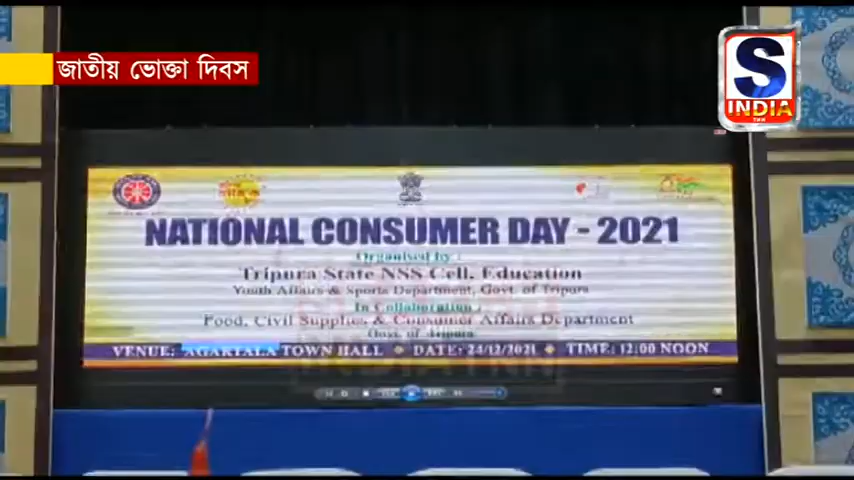 জাতীয় ভোক্তা দিবস
S
INDIA
TNN
NATIONAL CONSUMER DAY - 2021
Organised by :
Tripura State NSS Cell, Education
Youth Affairs & Sports Department, Govt. of Tripura
In Collaboration :
Food, Civil Supplies & Consumer Affairs Department
Govt. of Tripura
VENUE: AGARTALA TOWN HALL DATE: 24/12/2021 TIME: 12:00 NOON